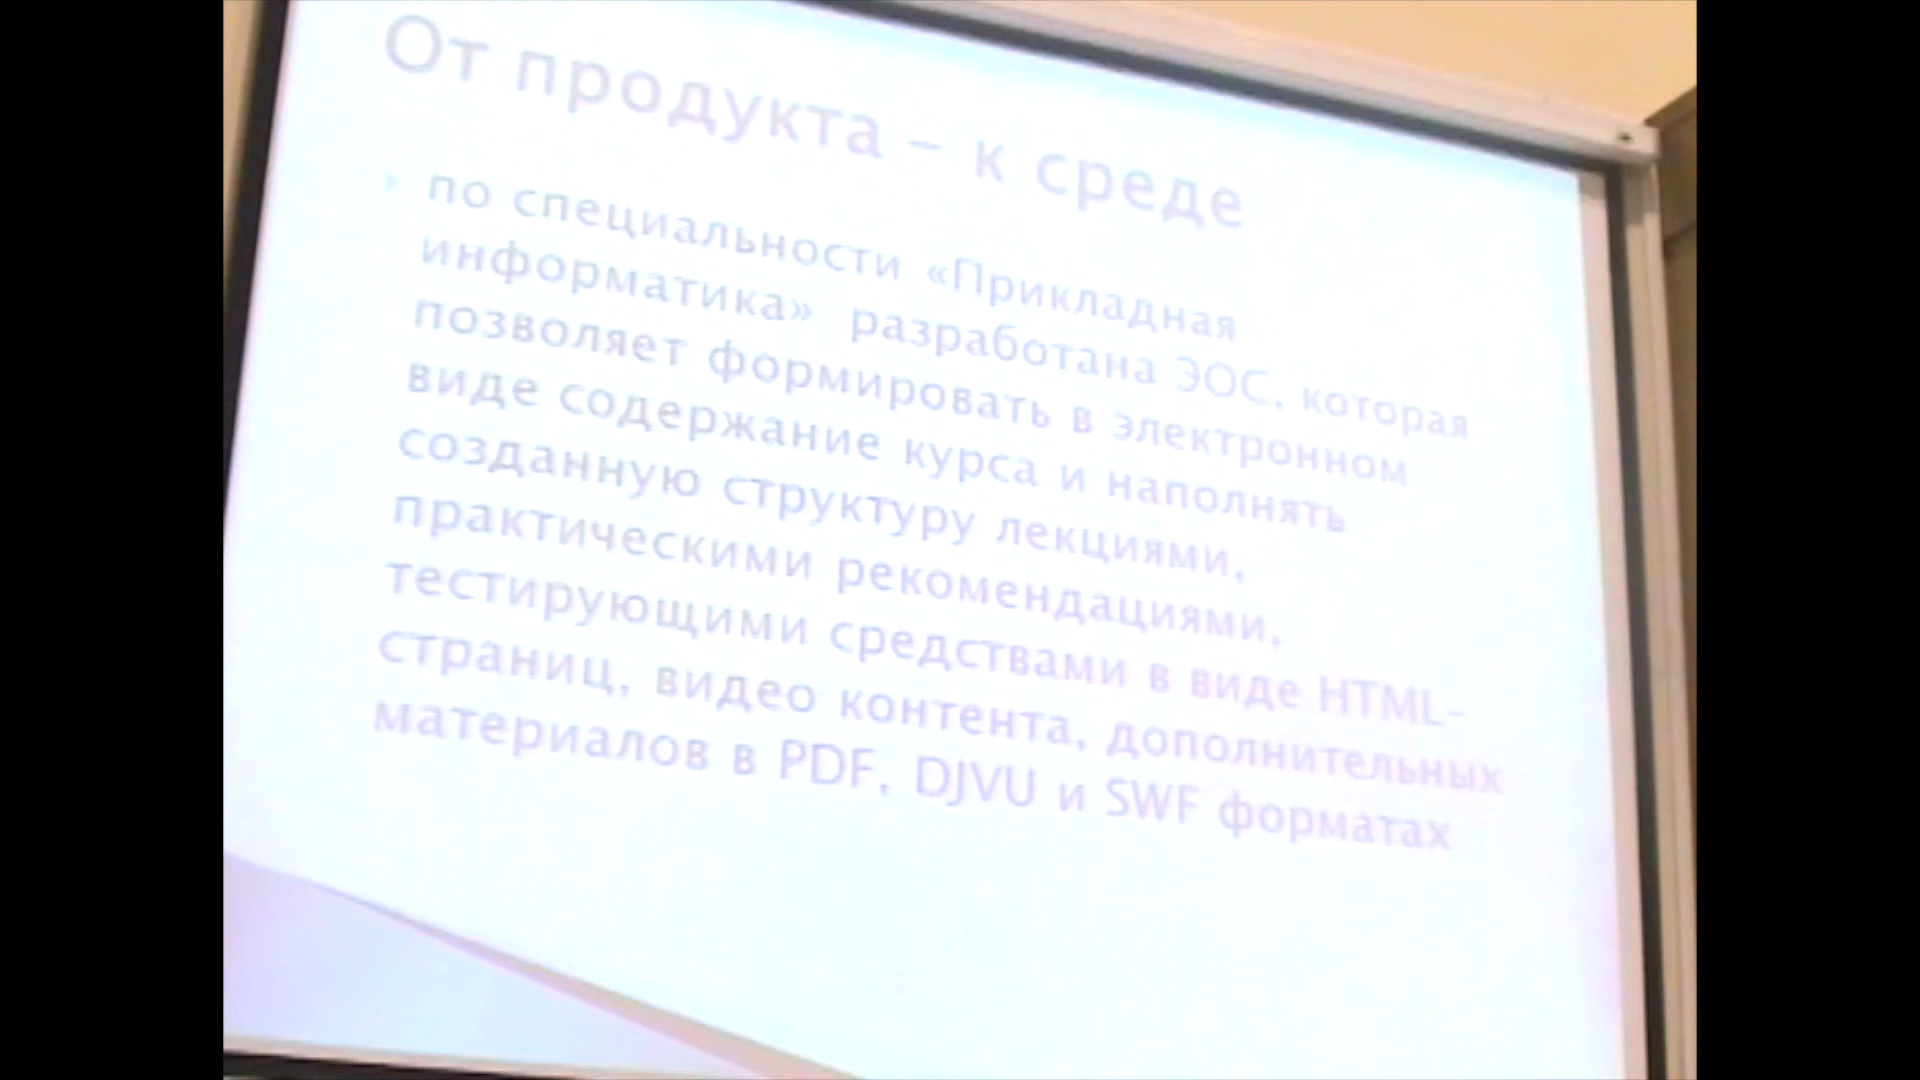 От продукта – к среде
по специальности «Прикладная
информатика» разработана ЭОС, которая
позволяет формировать в электронном
виде содержание курса и наполнять
созданную структуру лекциями,
практическими рекомендациями,
тестирующими средствами в виде HTML-
страниц, видео контента, дополнительных
материалов в PDF, DJVU и SWF форматах